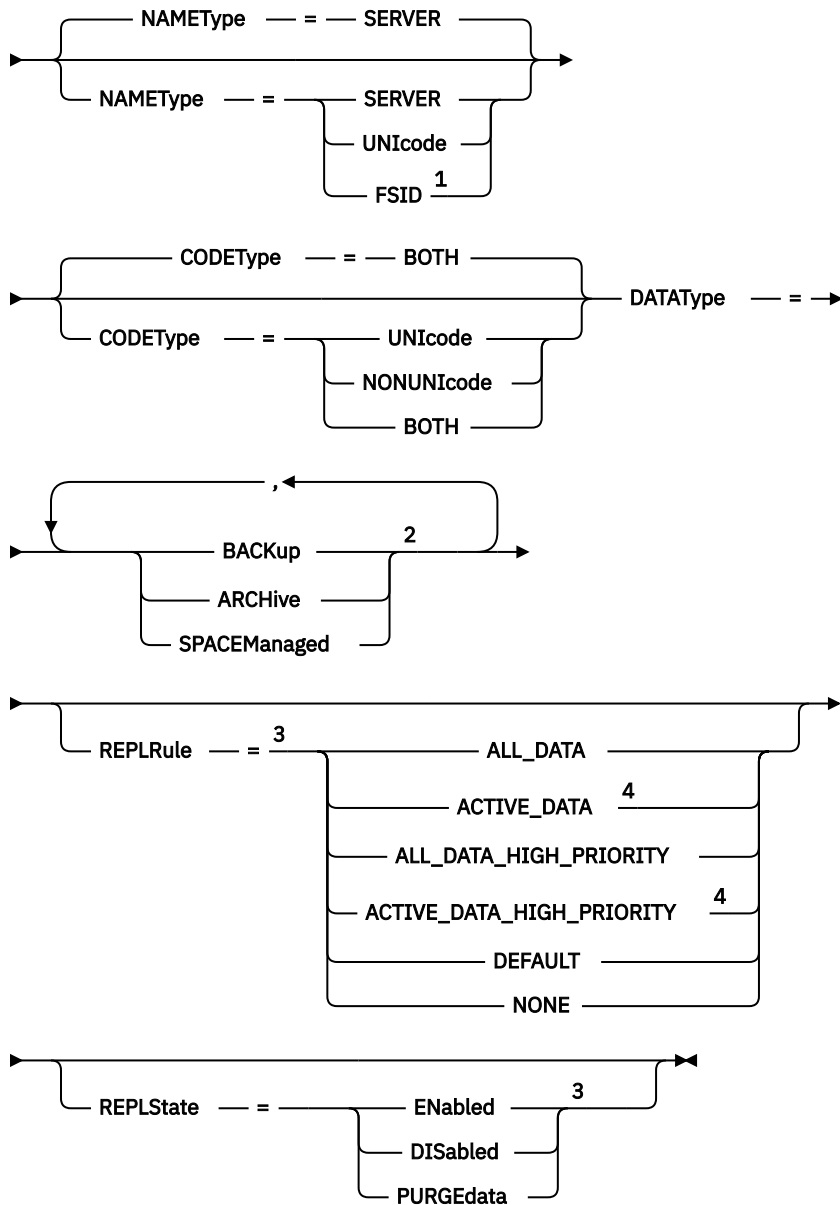 NAMEType = SERVER
NAMEType = SERVER
UNIcode
FSID 1
CODEType = BOTH
DATAType =
CODEType = UNIcode
NONUNIcode
BOTH
,
BACKup 2
ARCHive
SPACEManaged
REPLRule = 3 ALL_DATA
ACTIVE_DATA 4
ALL_DATA_HIGH_PRIORITY
ACTIVE_DATA_HIGH_PRIORITY 4
DEFAULT
NONE
REPLState = ENabled 3
DISabled
PURGEdata